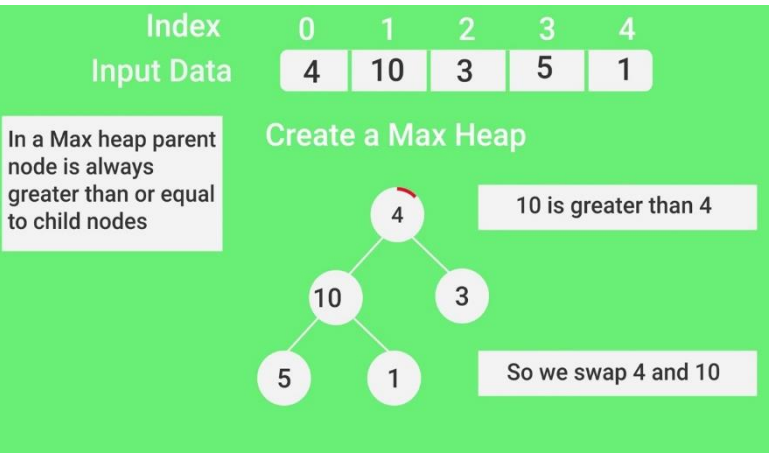 Index 0 1 2 3 4
Input Data 4 10 3 5 1
In a Max heap parent
node is always
greater than or equal
to child nodes
Create a Max Heap
4
10 is greater than 4
10 3
5 1
So we swap 4 and 10